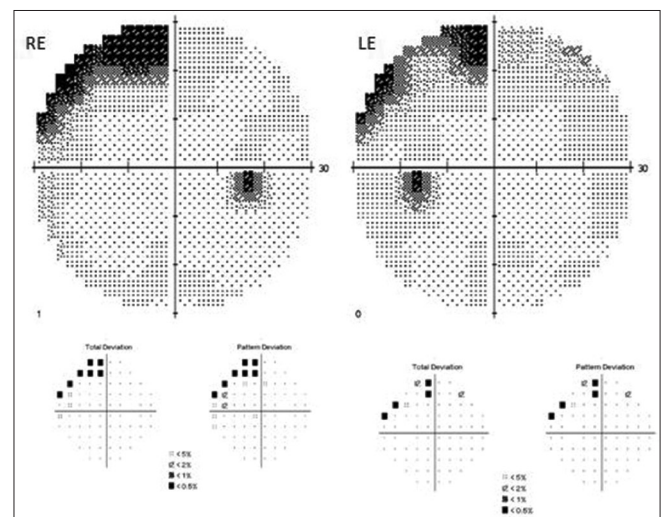 RE
LE
30
30
1
0
Total Deviation
Pattern Deviation
Total Deviation
Pattern Deviation
< 5%
< 2%
< 1%
< 0.5%
< 5%
< 2%
< 1%
< 0.5%